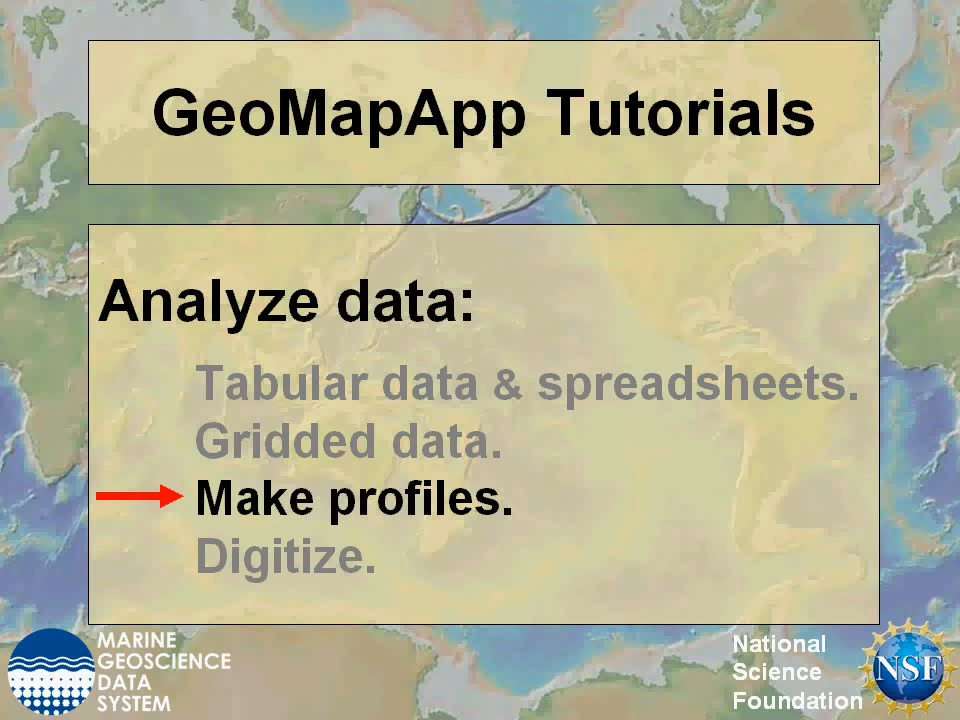 GeoMapApp Tutorials
Analyze data:
Tabular data & spreadsheets.
Gridded data.
Make profiles.
Digitize.
MARINE
GEOSCIENCE
DATA
SYSTEM
National
Science
Foundation
NSF